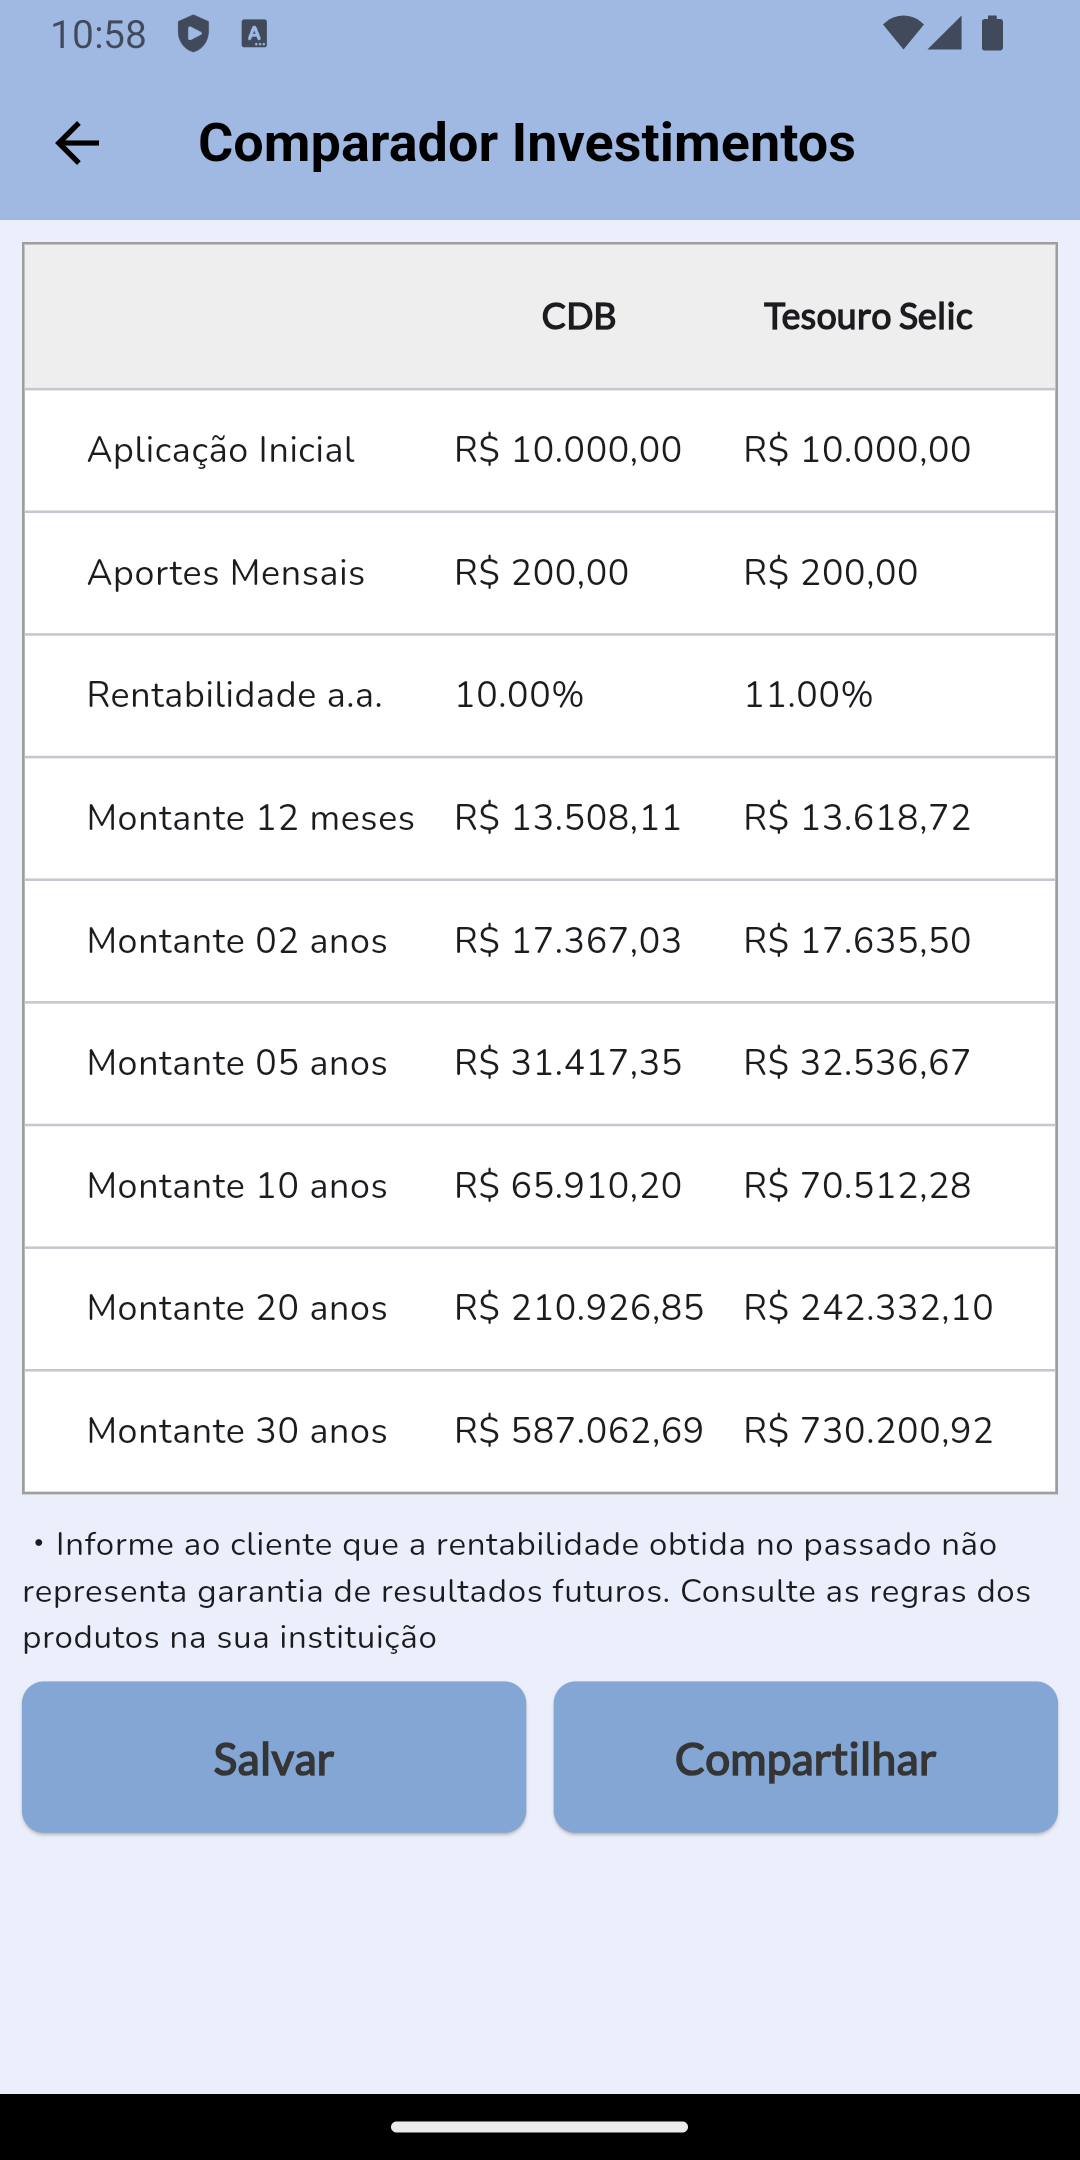 10:58
Comparador Investimentos
CDB Tesouro Selic
Aplicação Inicial R$ 10.000,00 R$ 10.000,00
Aportes Mensais R$ 200,00 R$ 200,00
Rentabilidade a.a. 10.00% 11.00%
Montante 12 meses R$ 13.508,11 R$ 13.618,72
Montante 02 anos R$ 17.367,03 R$ 17.635,50
Montante 05 anos R$ 31.417,35 R$ 32.536,67
Montante 10 anos R$ 65.910,20 R$ 70.512,28
Montante 20 anos R$ 210.926,85 R$ 242.332,10
Montante 30 anos R$ 587.062,69 R$ 730.200,92
• Informe ao cliente que a rentabilidade obtida no passado não
representa garantia de resultados futuros. Consulte as regras dos
produtos na sua instituição
Salvar Compartilhar